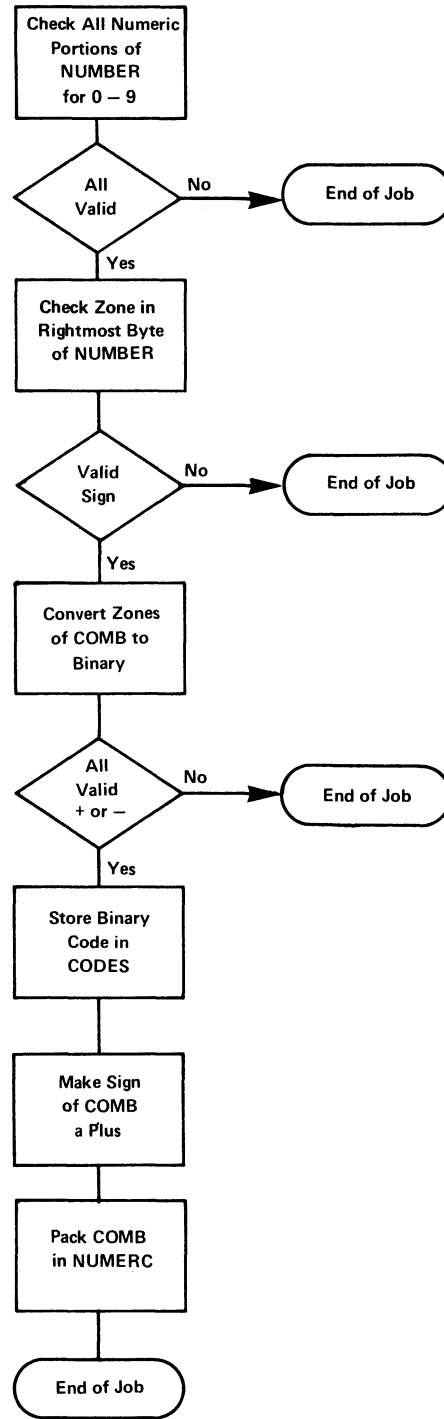 Check All Numeric
Portions of
NUMBER
for 0 – 9
All
Valid
No
End of Job
Yes
Check Zone in
Rightmost Byte
of NUMBER
Valid
Sign
No
End of Job
Yes
Convert Zones
of COMB to
Binary
All
Valid
+ or –
No
End of Job
Yes
Store Binary
Code in
CODES
Make Sign
of COMB
a Plus
Pack COMB
in NUMERC
End of Job